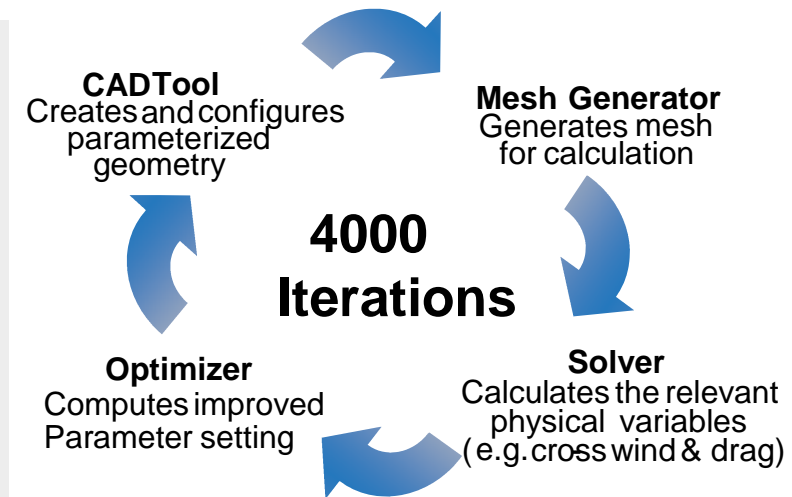 CADTool
Creates and configures
parameterized
geometry
Mesh Generator
Generates mesh
for calculation
4000
Iterations
Optimizer
Computes improved
Parameter setting
Solver
Calculates the relevant
physical variables
(e.g. cross wind & drag)